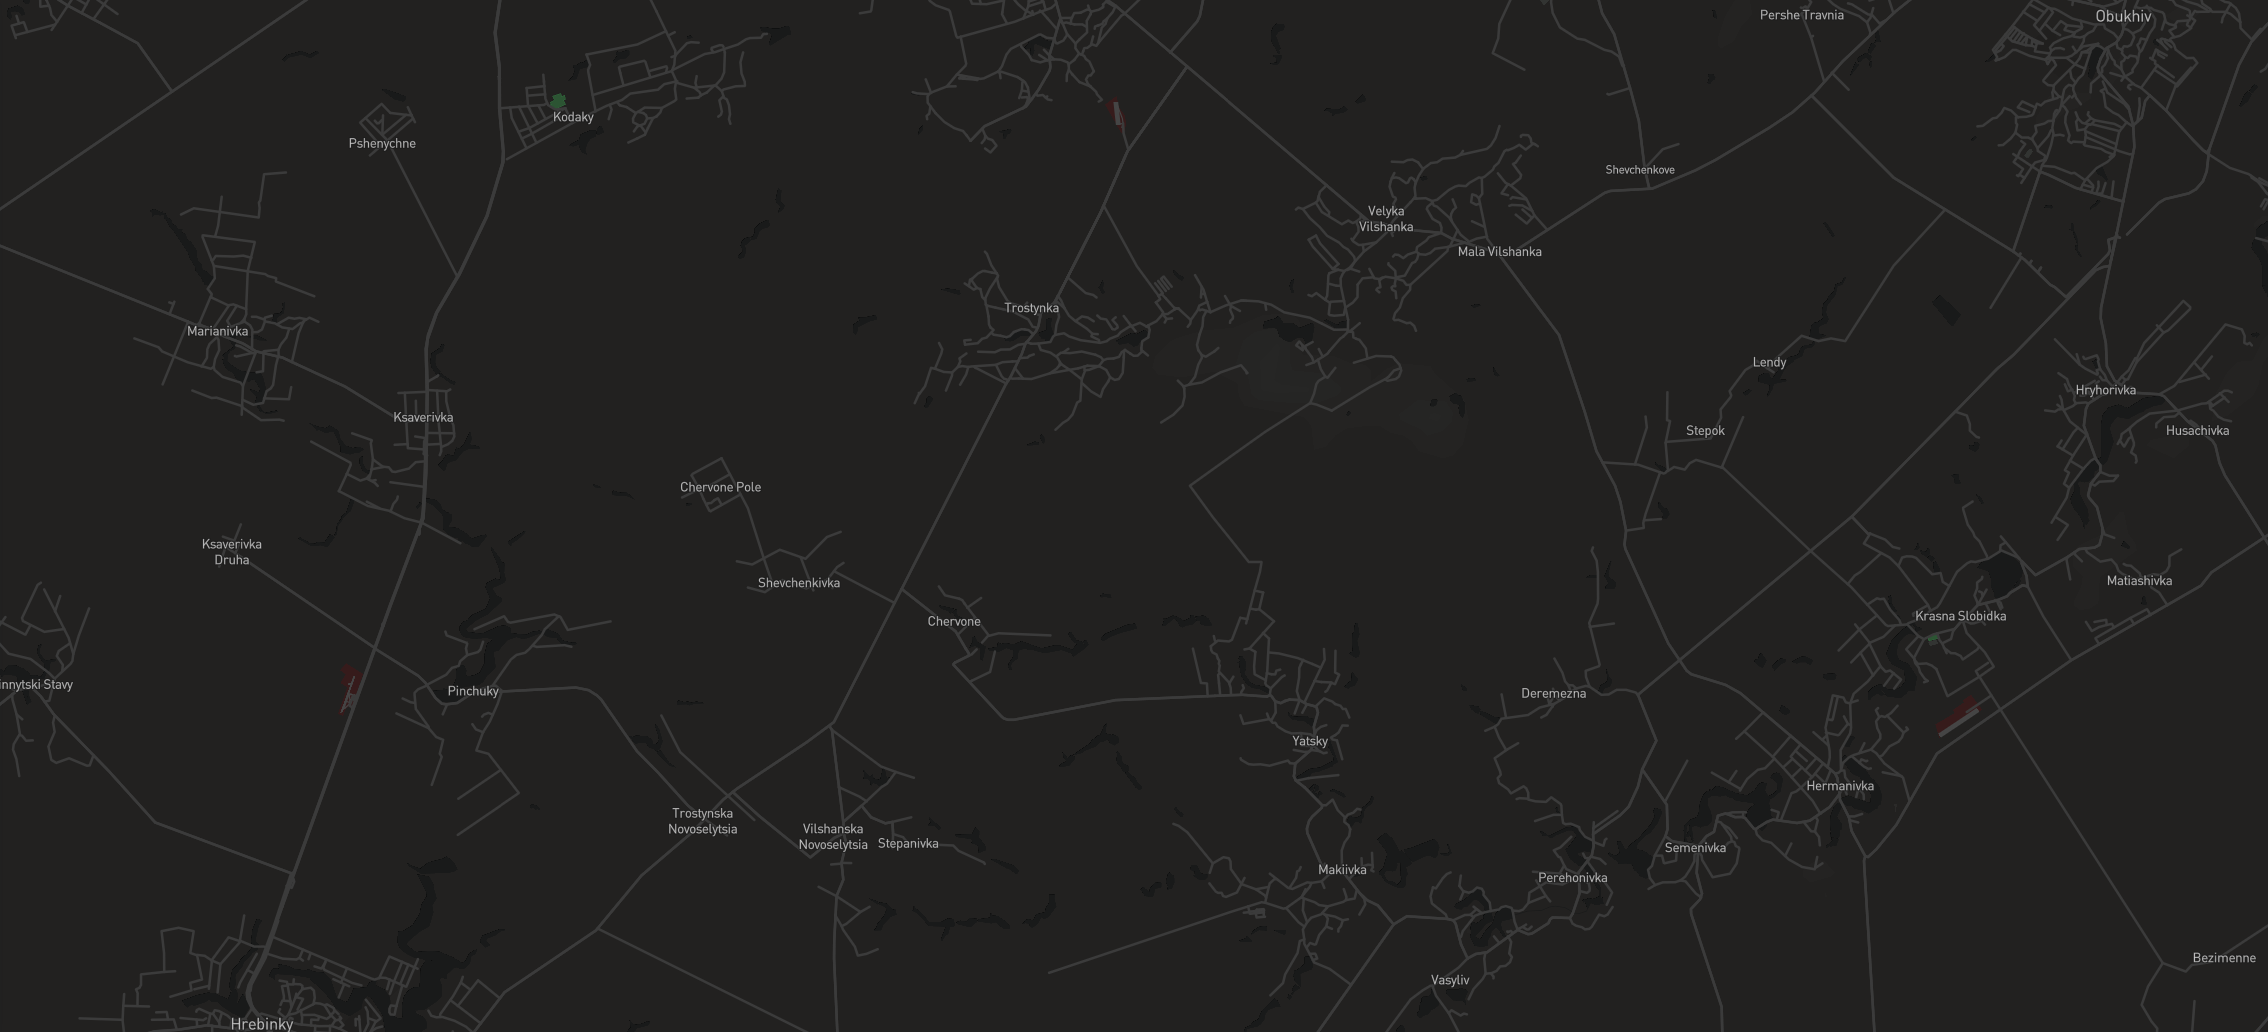 Pershe Travnia
Obukhiv
Kodaky
Pshenychne
Shevchenkove
Velyka
Vilshanka
Mala Vilshanka
Trostynka
Marianivka
Lendy
Hryhorivka
Ksaverivka
Stepok
Husachivka
Chervone Pole
Ksaverivka
Druha
Shevchenkivka
Matiashivka
Krasna Slobidka
Chervone
innytski Stavy
Pinchuky
Deremezna
Yatsky
Hermanivka
Trostynska
Novoselytsia
Vilshanska
Novoselytsia
Stepanivka
Semenivka
Makiivka
Perehonivka
Bezimenne
Vasyliv
Hrebinky